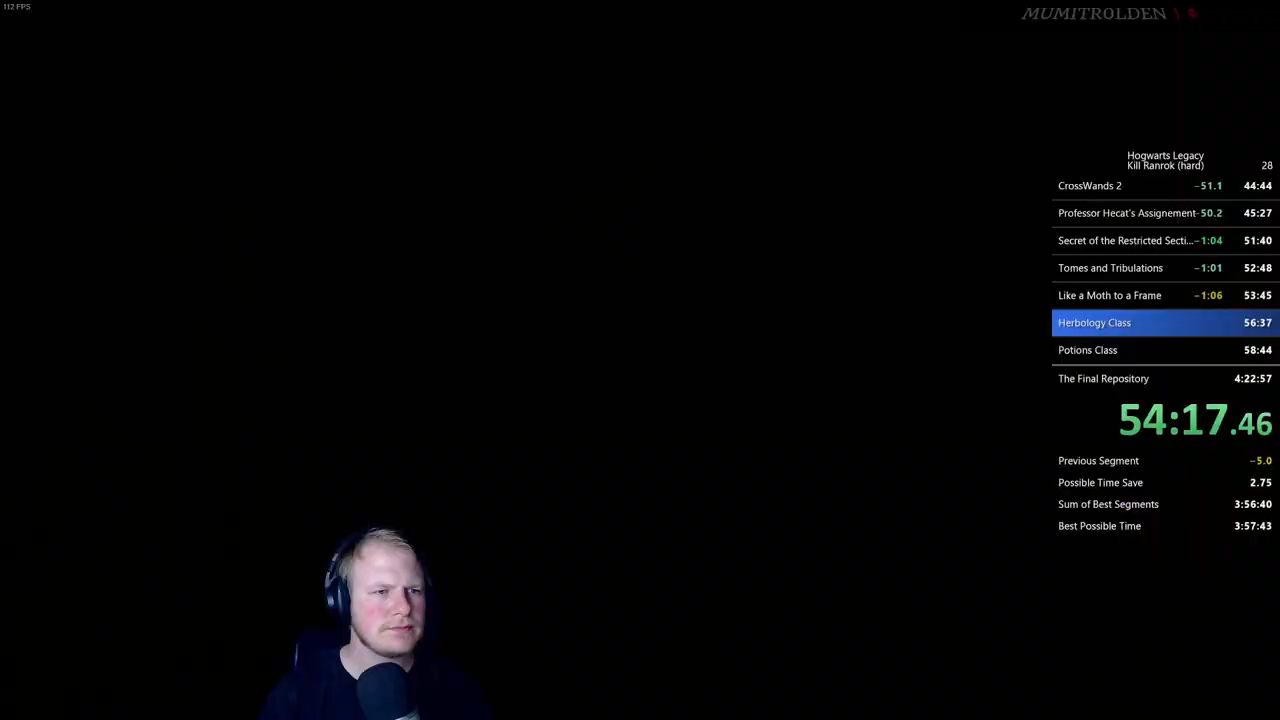 112 FPS
MUMITROLDEN
Hogwarts Legacy
Kill Ranrok (hard) 28
CrossWands 2 -51.1 44:44
Professor Hecat's Assignement -50.2 45:27
Secret of the Restricted Secti... -1:04 51:40
Tomes and Tribulations -1:01 52:48
Like a Moth to a Frame -1:06 53:45
Herbology Class 56:37
Potions Class 58:44
The Final Repository 4:22:57
54:17.46
Previous Segment -5.0
Possible Time Save 2.75
Sum of Best Segments 3:56:40
Best Possible Time 3:57:43